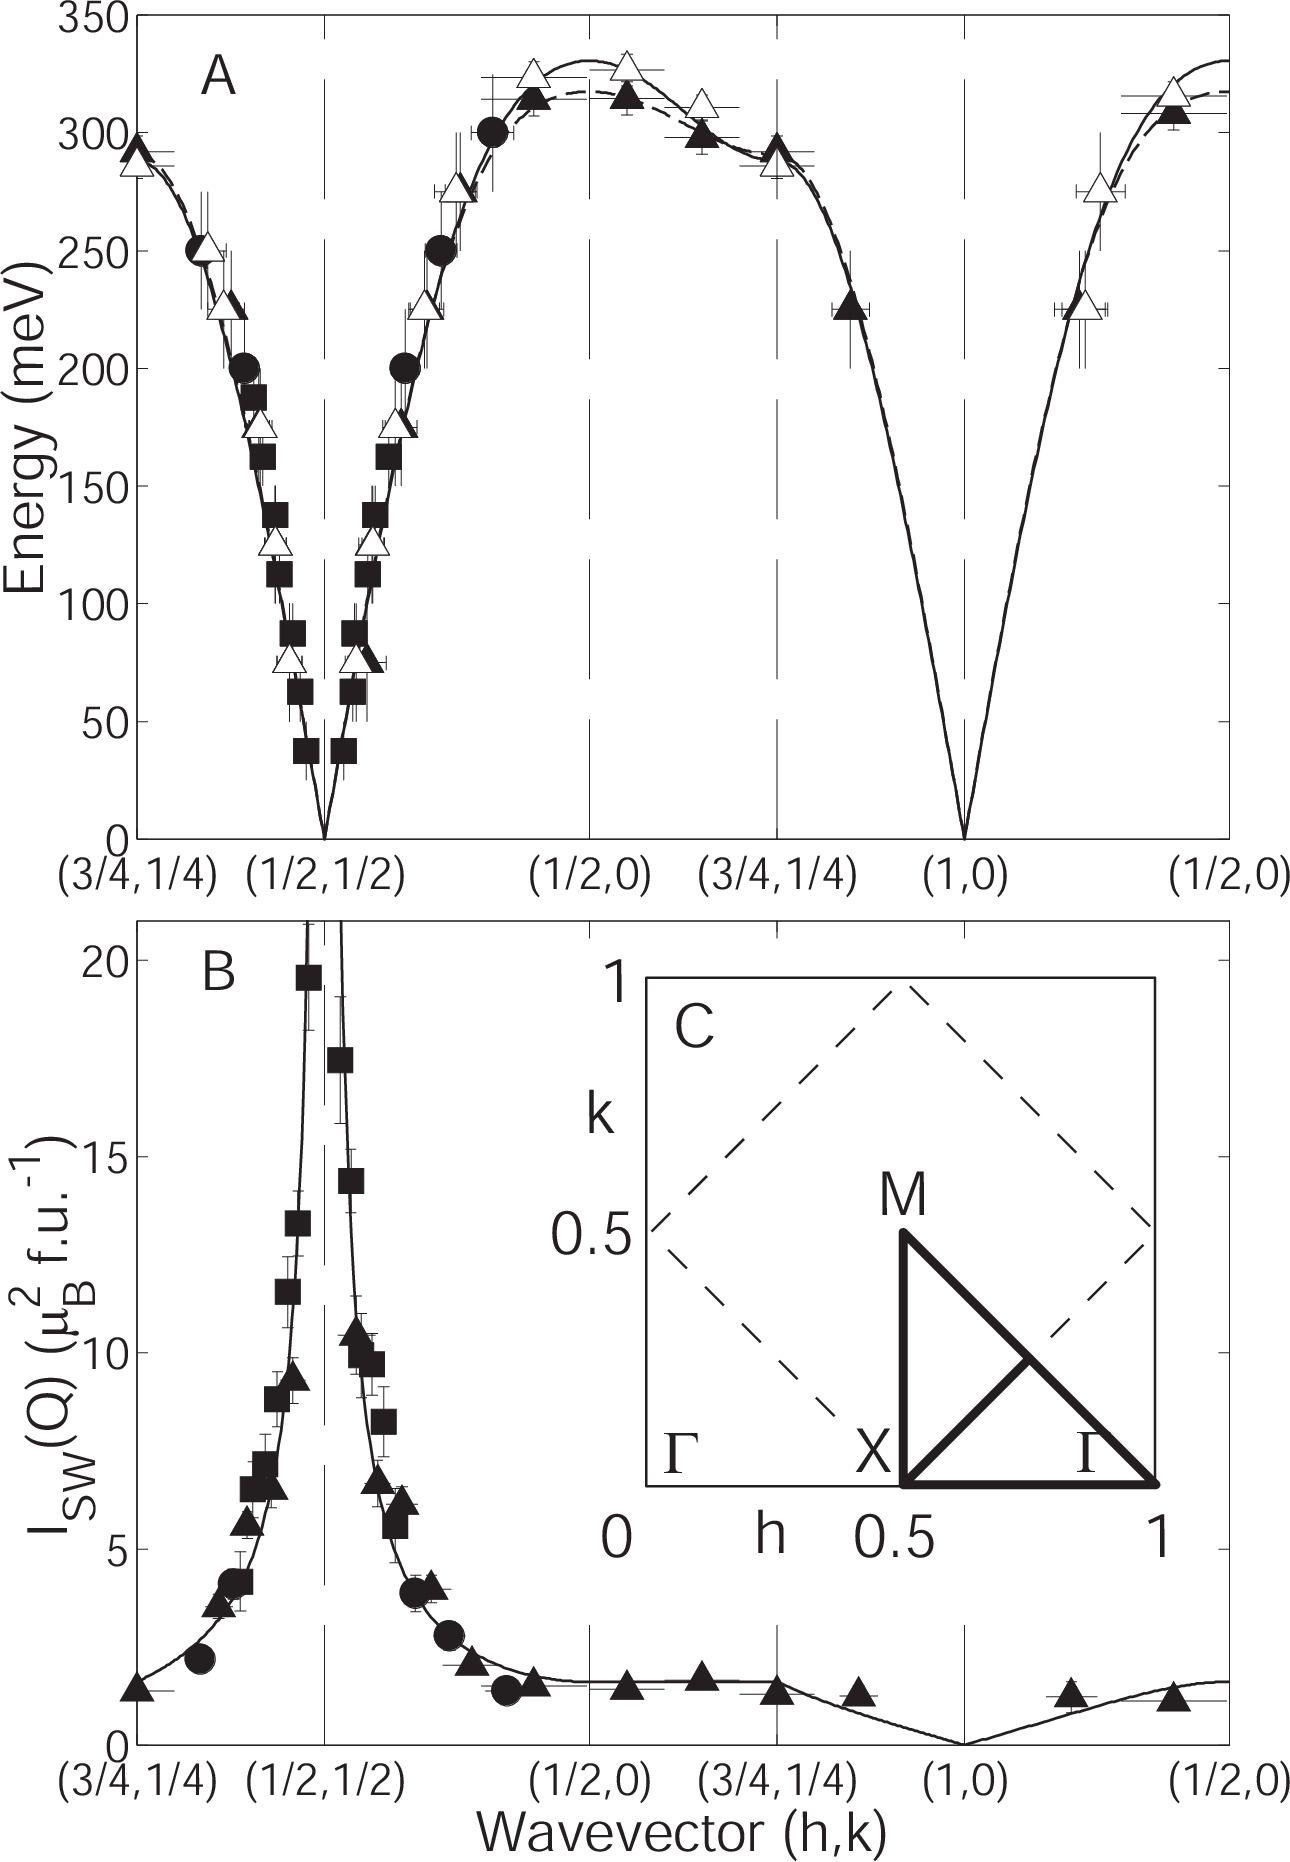 350
A
300
250
200
150
100
50
0
Energy (meV)
(3/4,1/4) (1/2,1/2) (1/2,0) (3/4,1/4) (1,0) (1/2,0)
B
20
15
10
5
0
I_SW(Q) (μ_B^2 f.u.^-1)
1
C
k
M
0.5
Γ X Γ
0 h 0.5 1
(3/4,1/4) (1/2,1/2) (1/2,0) (3/4,1/4) (1,0) (1/2,0)
Wavevector (h,k)